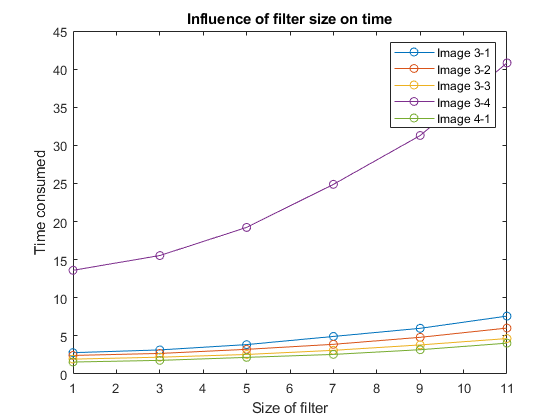 Influence of filter size on time
45
40
35
30
25
20
15
10
5
0
Time consumed
Image 3-1
Image 3-2
Image 3-3
Image 3-4
Image 4-1
1 2 3 4 5 6 7 8 9 10 11
Size of filter